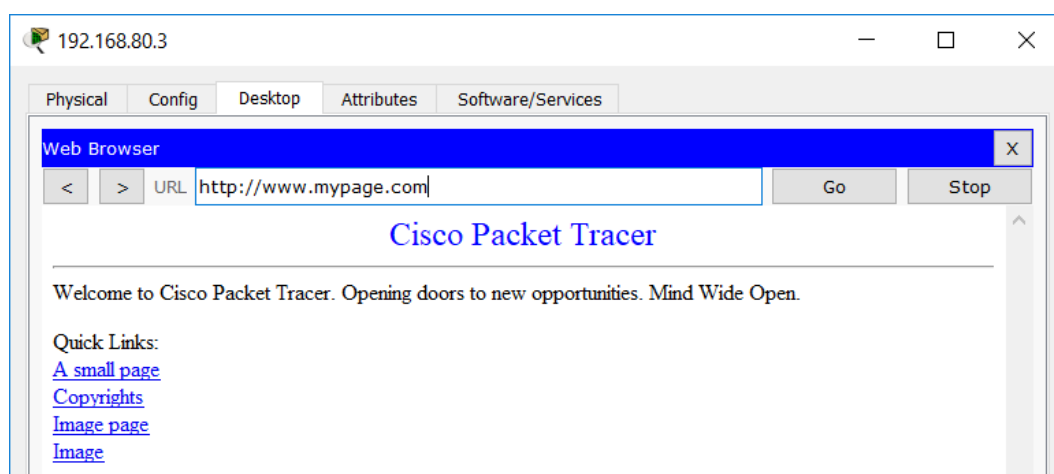 192.168.80.3
Physical Config Desktop Attributes Software/Services
Web Browser X
< > URL http://www.mypage.com Go Stop
Cisco Packet Tracer
Welcome to Cisco Packet Tracer. Opening doors to new opportunities. Mind Wide Open.
Quick Links:
A small page
Copyrights
Image page
Image